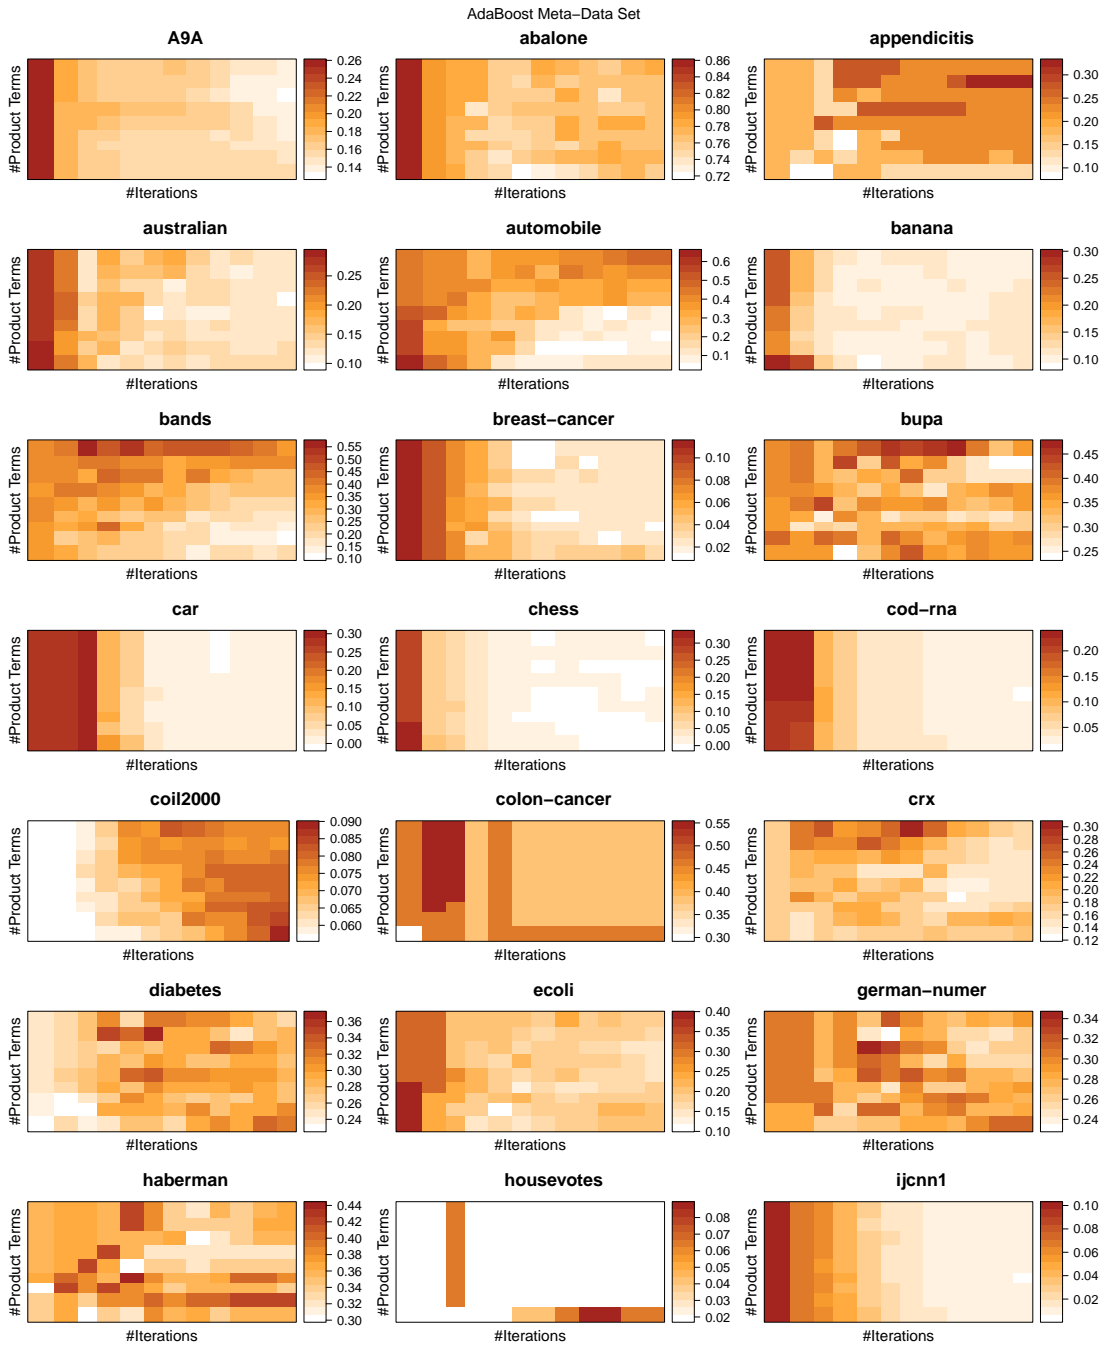 AdaBoost Meta−Data Set
A9A
#Product Terms
#Iterations
0.26
0.24
0.22
0.20
0.18
0.16
0.14
abalone
#Product Terms
#Iterations
0.86
0.84
0.82
0.80
0.78
0.76
0.74
0.72
appendicitis
#Product Terms
#Iterations
0.30
0.25
0.20
0.15
0.10
australian
#Product Terms
#Iterations
0.25
0.20
0.15
0.10
automobile
#Product Terms
#Iterations
0.6
0.5
0.4
0.3
0.2
0.1
banana
#Product Terms
#Iterations
0.30
0.25
0.20
0.15
0.10
bands
#Product Terms
#Iterations
0.55
0.50
0.45
0.40
0.35
0.30
0.25
0.20
0.15
0.10
breast−cancer
#Product Terms
#Iterations
0.10
0.08
0.06
0.04
0.02
bupa
#Product Terms
#Iterations
0.45
0.40
0.35
0.30
0.25
car
#Product Terms
#Iterations
0.30
0.25
0.20
0.15
0.10
0.05
0.00
chess
#Product Terms
#Iterations
0.30
0.25
0.20
0.15
0.10
0.05
0.00
cod−rna
#Product Terms
#Iterations
0.20
0.15
0.10
0.05
coil2000
#Product Terms
#Iterations
0.090
0.085
0.080
0.075
0.070
0.065
0.060
colon−cancer
#Product Terms
#Iterations
0.55
0.50
0.45
0.40
0.35
0.30
crx
#Product Terms
#Iterations
0.30
0.28
0.26
0.24
0.22
0.20
0.18
0.16
0.14
0.12
diabetes
#Product Terms
#Iterations
0.36
0.34
0.32
0.30
0.28
0.26
0.24
ecoli
#Product Terms
#Iterations
0.40
0.35
0.30
0.25
0.20
0.15
0.10
german−numer
#Product Terms
#Iterations
0.34
0.32
0.30
0.28
0.26
0.24
haberman
#Product Terms
#Iterations
0.44
0.42
0.40
0.38
0.36
0.34
0.32
0.30
housevotes
#Product Terms
#Iterations
0.08
0.07
0.06
0.05
0.04
0.03
0.02
ijcnn1
#Product Terms
#Iterations
0.10
0.08
0.06
0.04
0.02